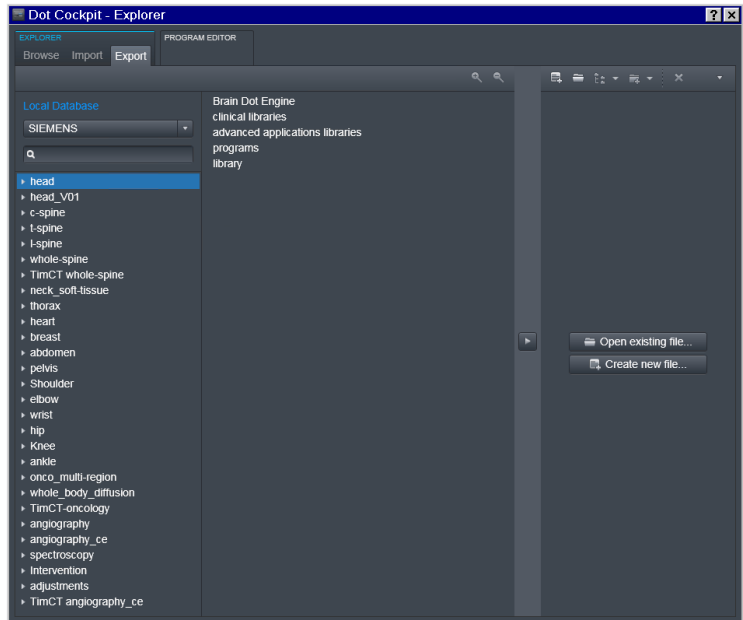 Dot Cockpit - Explorer
EXPLORER
PROGRAM EDITOR
Browse Import Export
Local Database
SIEMENS
head
head_V01
c-spine
t-spine
l-spine
whole-spine
TimCT whole-spine
neck_soft-tissue
thorax
heart
breast
abdomen
pelvis
Shoulder
elbow
wrist
hip
Knee
ankle
onco_multi-region
whole_body_diffusion
TimCT-oncology
angiography
angiography_ce
spectroscopy
Intervention
adjustments
TimCT angiography_ce
Brain Dot Engine
clinical libraries
advanced applications libraries
programs
library
Open existing file...
Create new file...